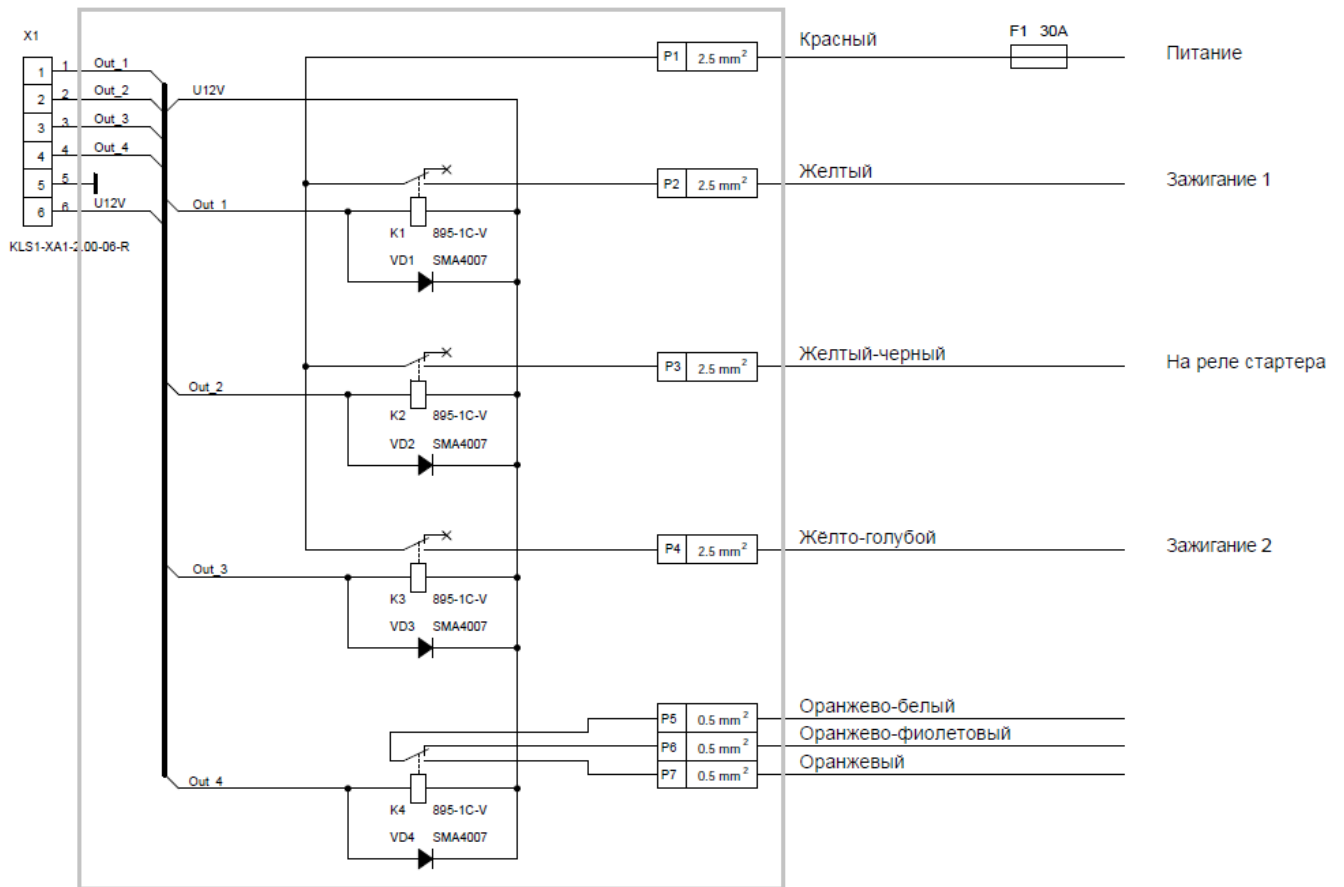 X1
1 1 Out_1
2 2 Out_2
3 3 Out_3
4 4 Out_4
5 5
6 6 U12V
KLS1-XA1-2.00-06-R
U12V
P1 2.5 mm²
Красный
F1 30A
Питание
P2 2.5 mm²
Желтый
Зажигание 1
Out_1
K1 895-1C-V
VD1 SMA4007
P3 2.5 mm²
Желтый-черный
На реле стартера
Out_2
K2 895-1C-V
VD2 SMA4007
P4 2.5 mm²
Жёлто-голубой
Зажигание 2
Out_3
K3 895-1C-V
VD3 SMA4007
P5 0.5 mm²
Оранжево-белый
P6 0.5 mm²
Оранжево-фиолетовый
P7 0.5 mm²
Оранжевый
Out_4
K4 895-1C-V
VD4 SMA4007